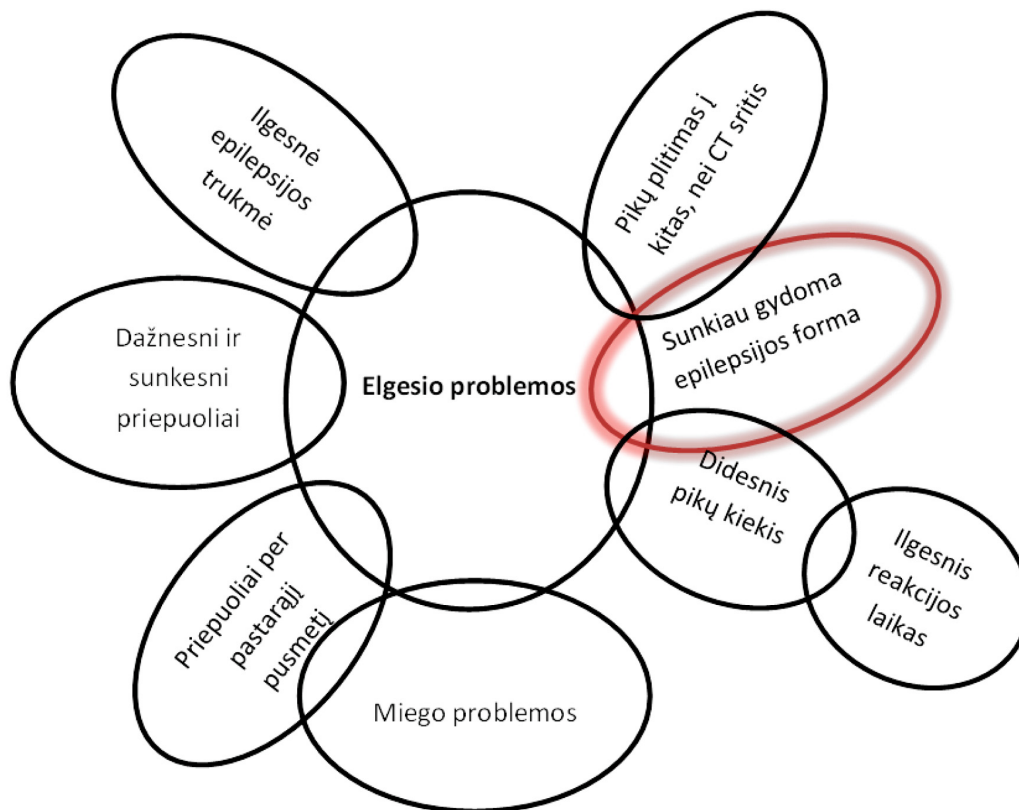 Ilgesnė
epilepsijos
trukmė
Pikų plitimas į
kitas, nei CT sritis
Sunkiau gydoma
epilepsijos forma
Dažnesni ir
sunkesni
priepuoliai
Elgesio problemos
Didesnis
pikų kiekis
Ilgesnis
reakcijos
laikas
Priepuoliai per
pastarąjį
pusmetį
Miego problemos